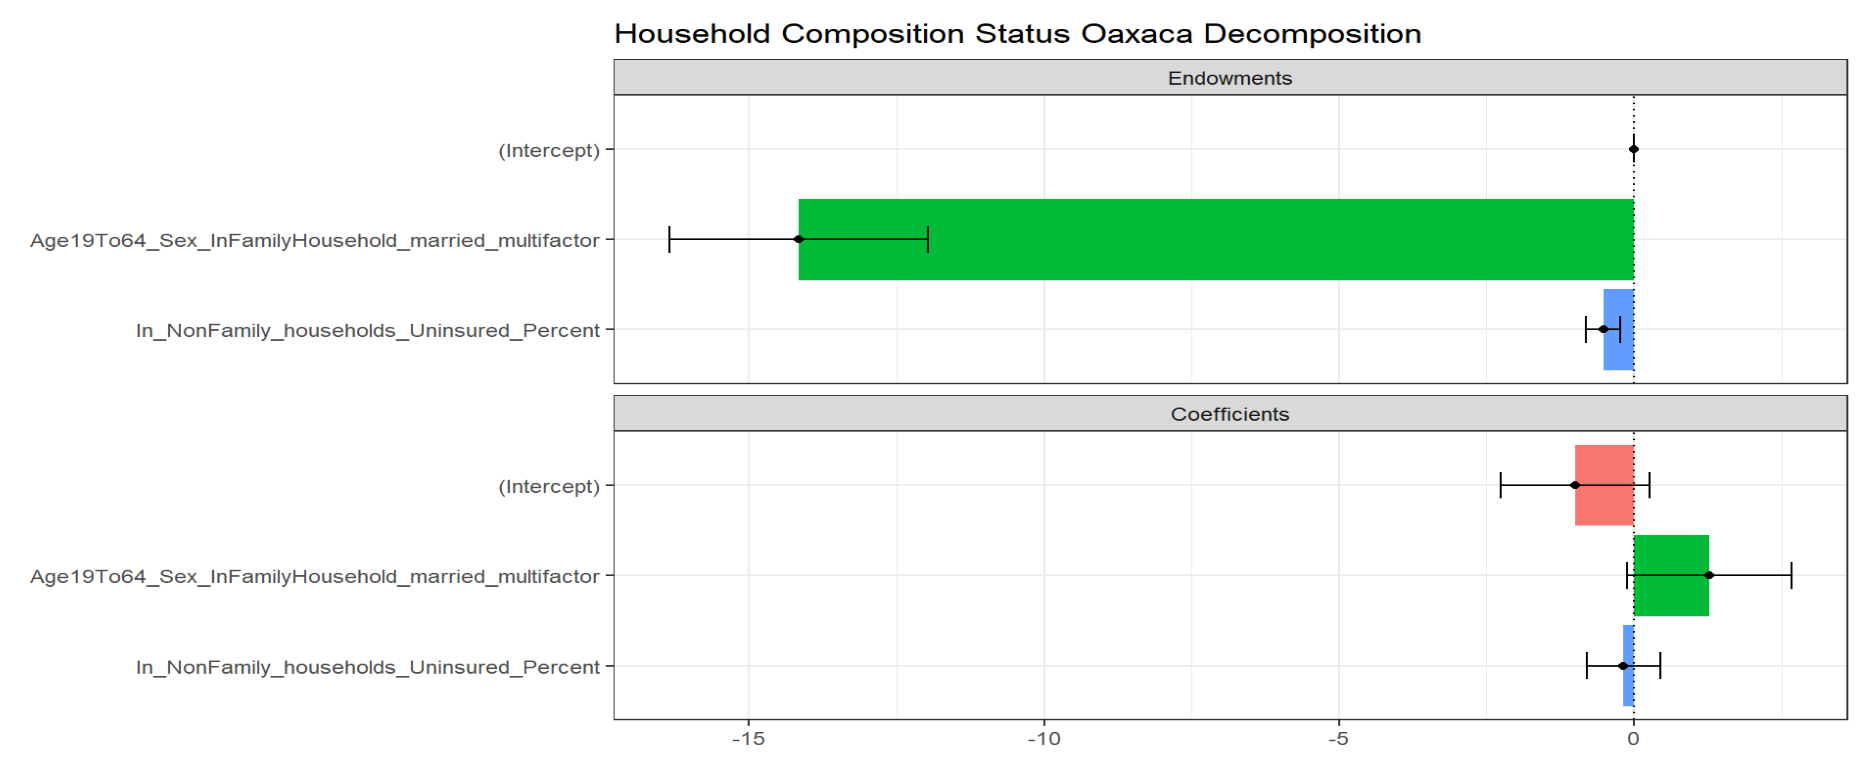 Household Composition Status Oaxaca Decomposition
Endowments
(Intercept)
Age19To64_Sex_InFamilyHousehold_married_multifactor
In_NonFamily_households_Uninsured_Percent
Coefficients
(Intercept)
Age19To64_Sex_InFamilyHousehold_married_multifactor
In_NonFamily_households_Uninsured_Percent
-15 -10 -5 0